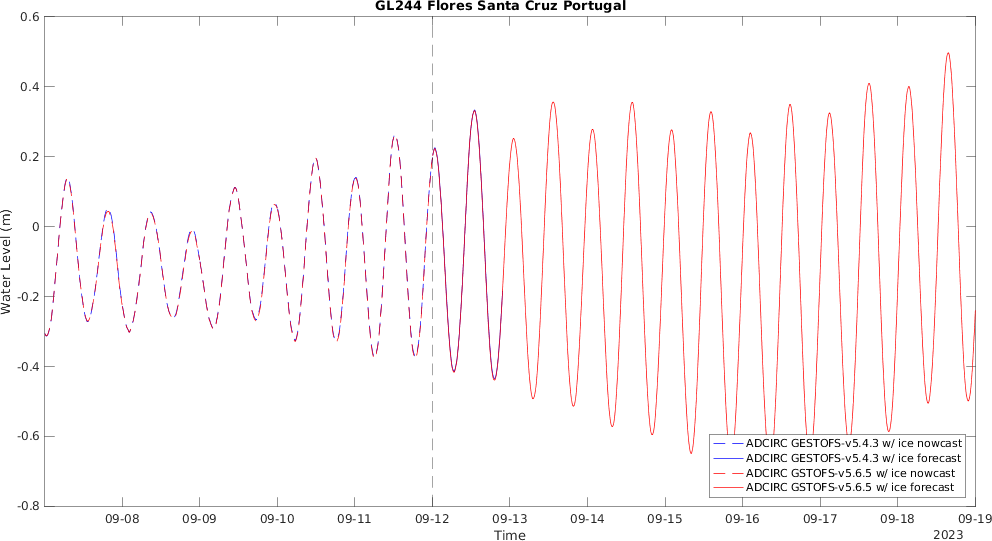 GL244 Flores Santa Cruz Portugal
Water Level (m)
0.6
0.4
0.2
0
-0.2
-0.4
-0.6
-0.8
ADCIRC GESTOFS-v5.4.3 w/ ice nowcast
ADCIRC GESTOFS-v5.4.3 w/ ice forecast
ADCIRC GSTOFS-v5.6.5 w/ ice nowcast
ADCIRC GSTOFS-v5.6.5 w/ ice forecast
09-08 09-09 09-10 09-11 09-12 09-13 09-14 09-15 09-16 09-17 09-18 09-19
Time
2023